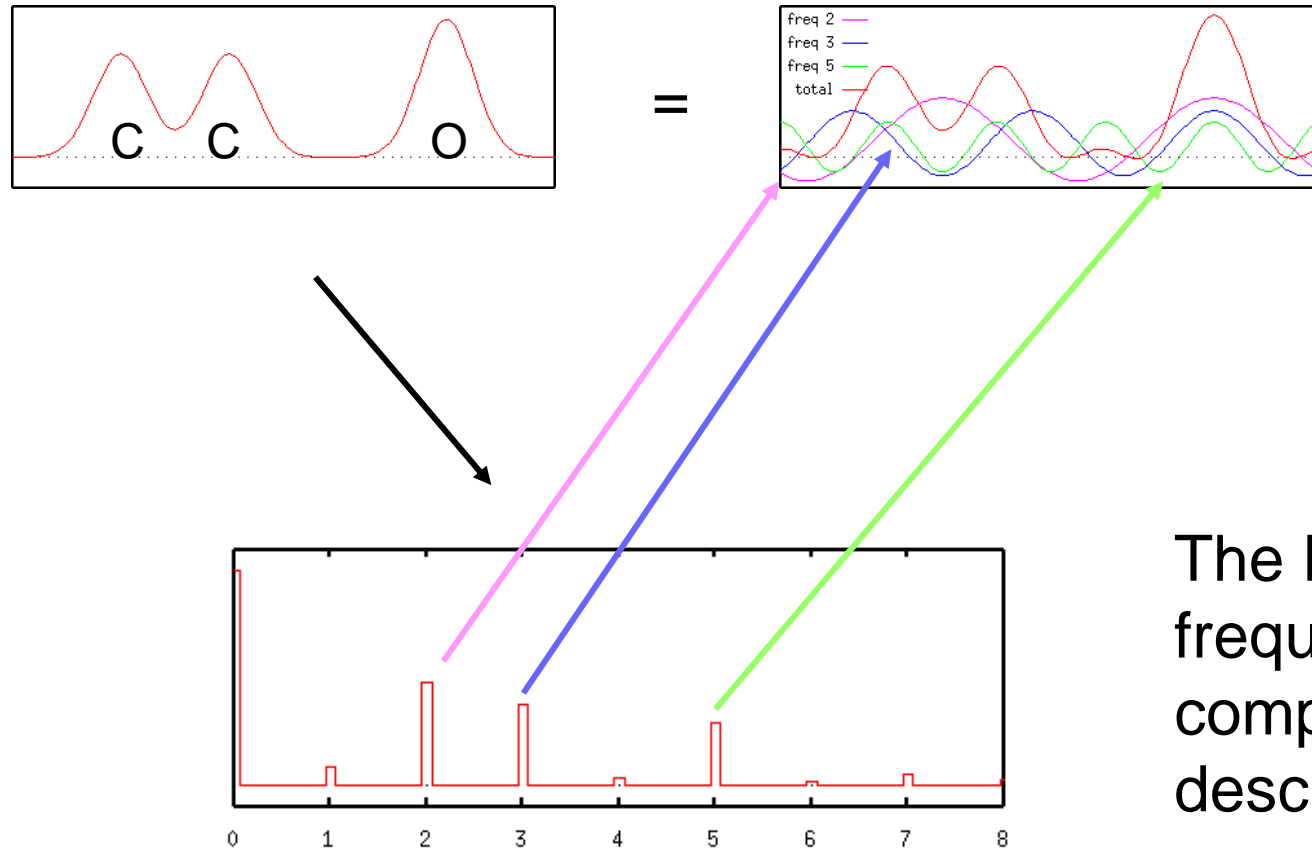 C C O
=
freq 2
freq 3
freq 5
total
The
frequ
comp
desc
0 1 2 3 4 5 6 7 8